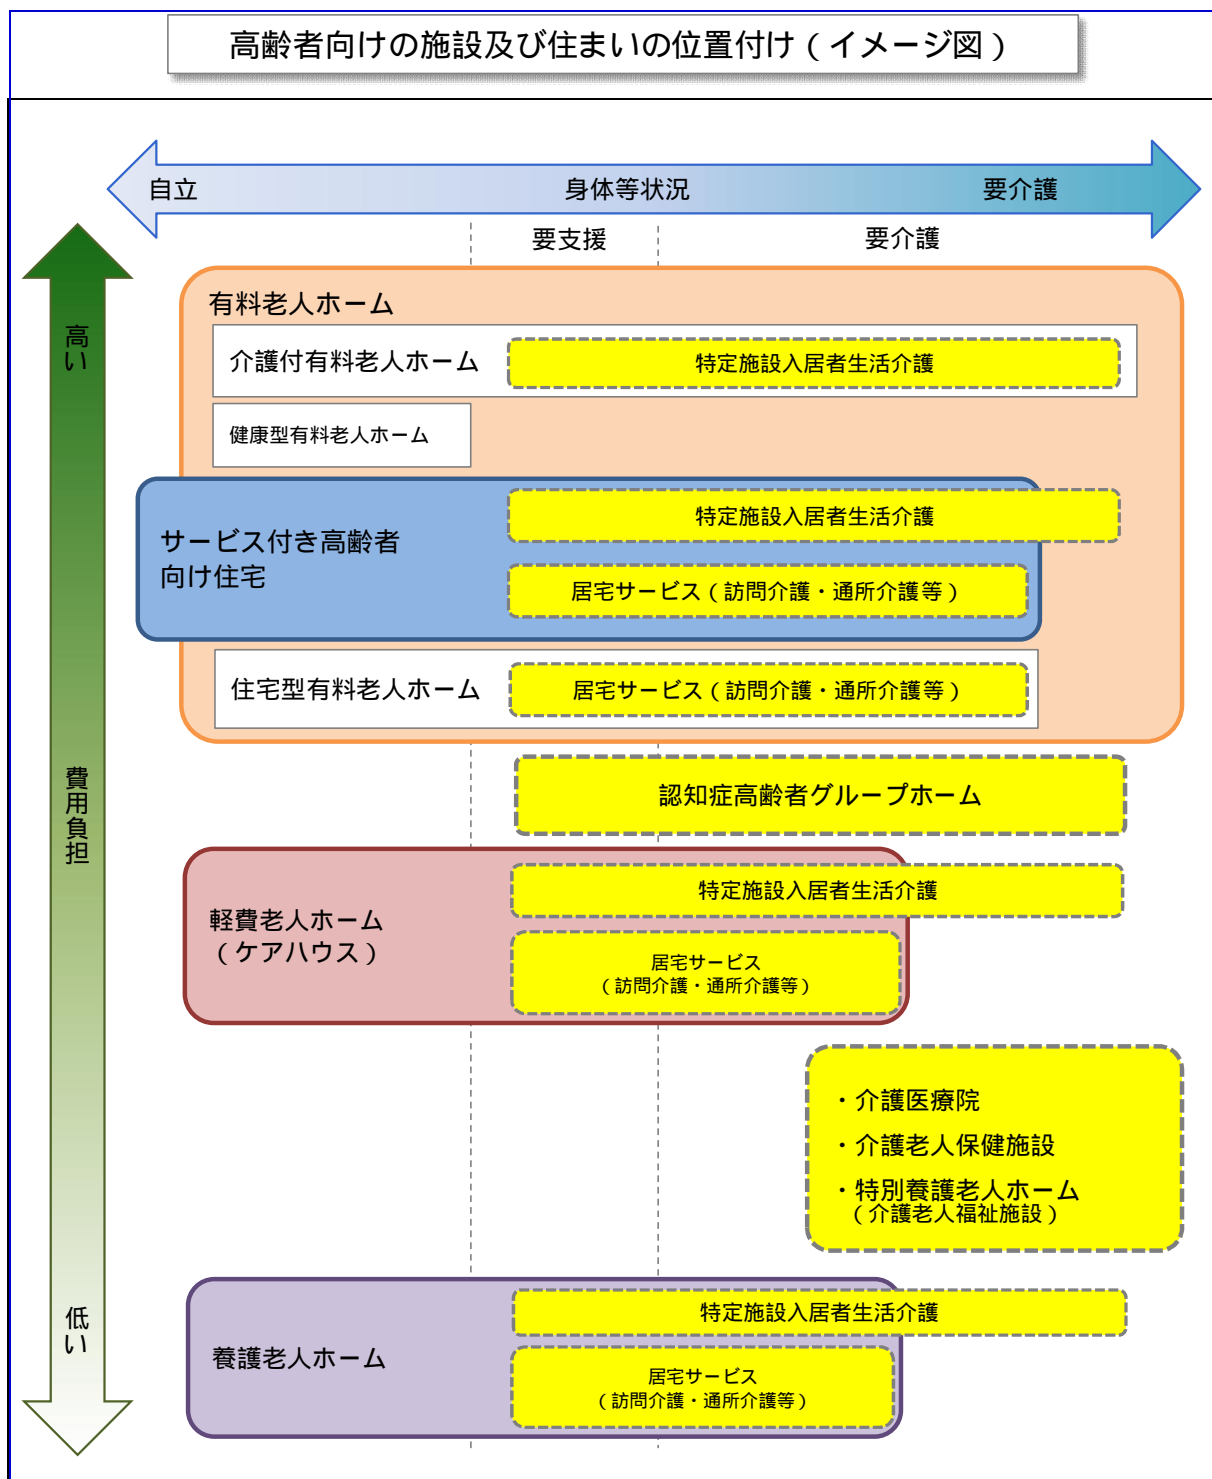 高齢者向けの施設及び住まいの位置付け（イメージ図）
自立
身体等状況
要介護
要支援
要介護
高い
費用負担
低い
有料老人ホーム
介護付有料老人ホーム
特定施設入居者生活介護
健康型有料老人ホーム
サービス付き高齢者
向け住宅
特定施設入居者生活介護
居宅サービス（訪問介護・通所介護等）
住宅型有料老人ホーム
居宅サービス（訪問介護・通所介護等）
認知症高齢者グループホーム
軽費老人ホーム
（ケアハウス）
特定施設入居者生活介護
居宅サービス
（訪問介護・通所介護等）
・介護医療院
・介護老人保健施設
・特別養護老人ホーム
（介護老人福祉施設）
養護老人ホーム
特定施設入居者生活介護
居宅サービス
（訪問介護・通所介護等）